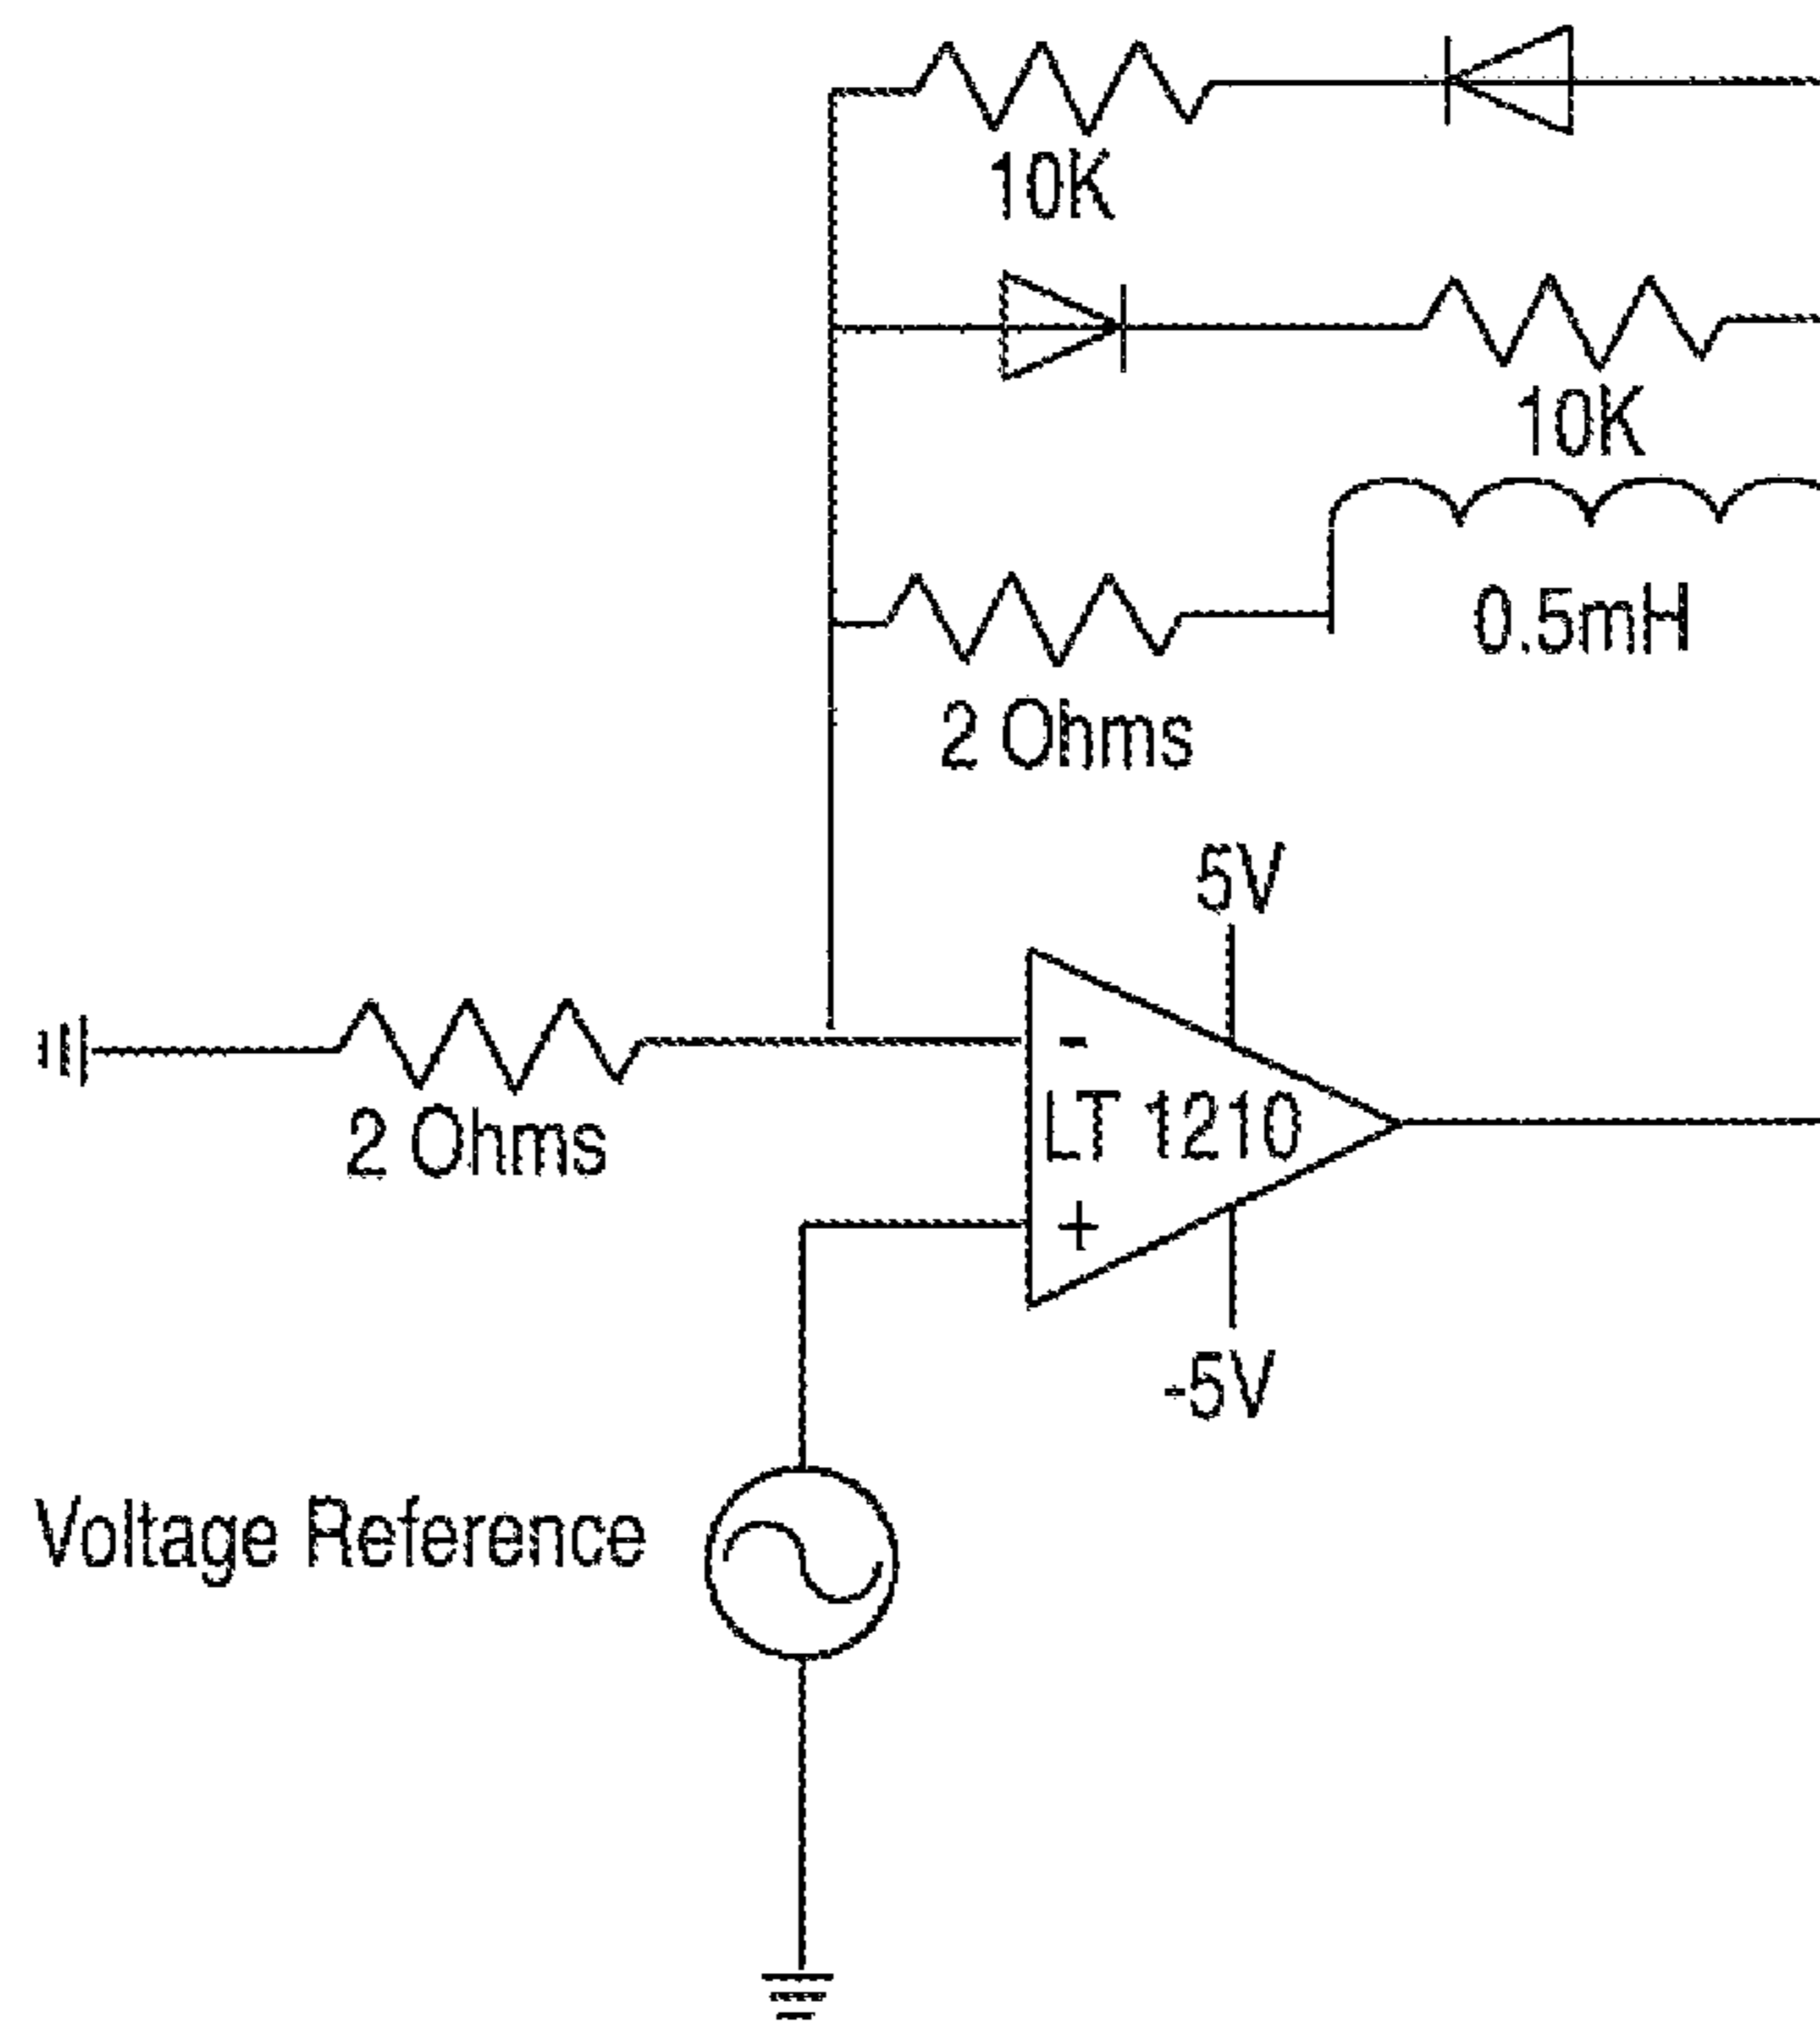 10K
10K
0.5mH
2 Ohms
5V
-
LT 1210
2 Ohms
+
-5V
Voltage Reference